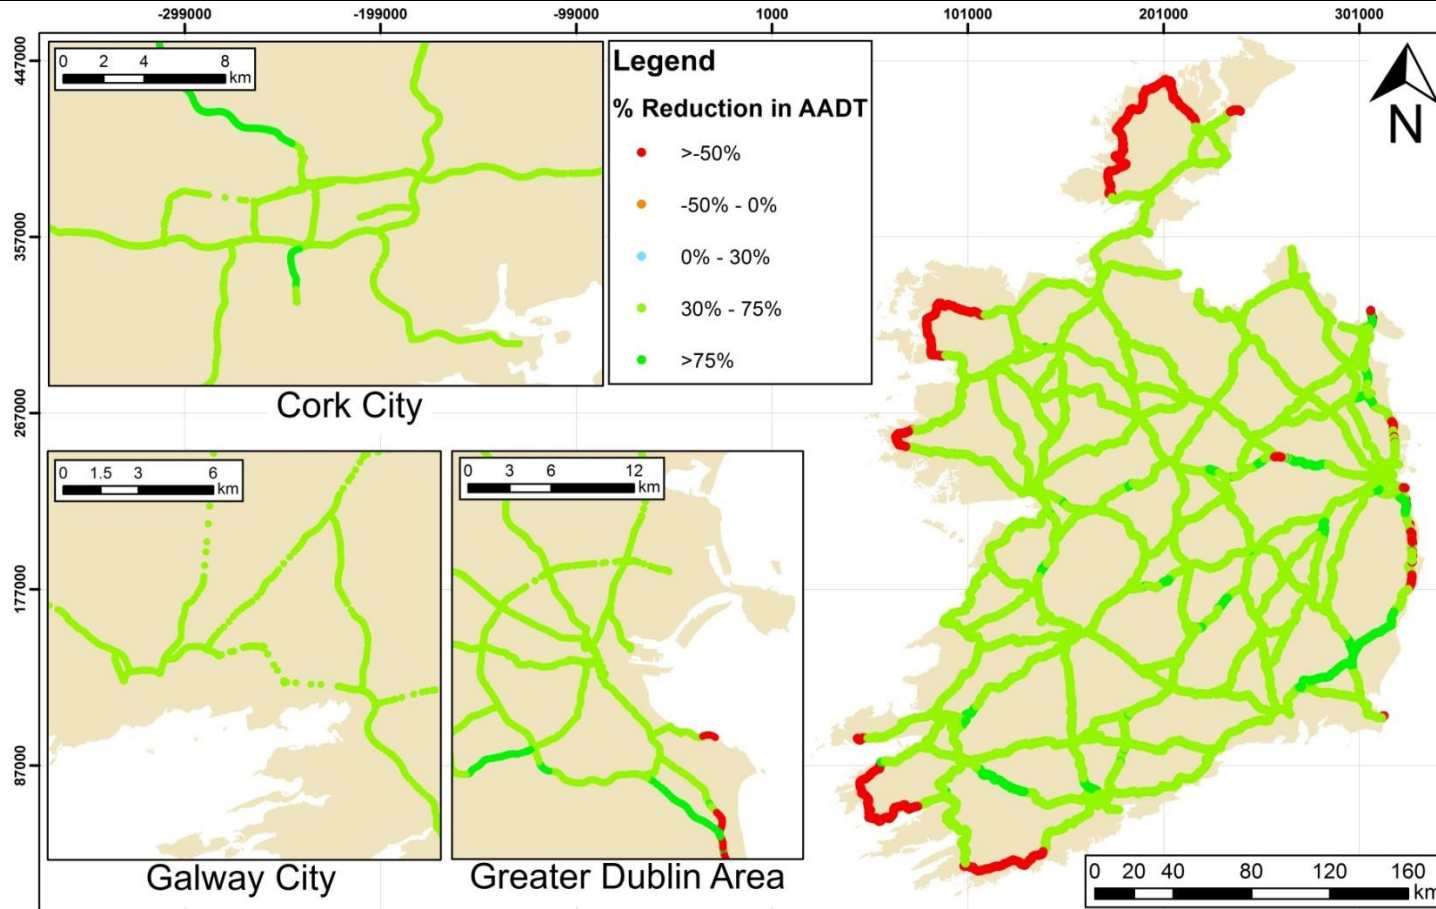 -299000 -199000 -99000 1000 101000 201000 301000
447000
357000
267000
177000
87000
0 2 4 8
km
Cork City
Legend
% Reduction in AADT
>-50%
-50% - 0%
0% - 30%
30% - 75%
>75%
N
0 1.5 3 6
km
Galway City
0 3 6 12
km
Greater Dublin Area
0 20 40 80 120 160
km